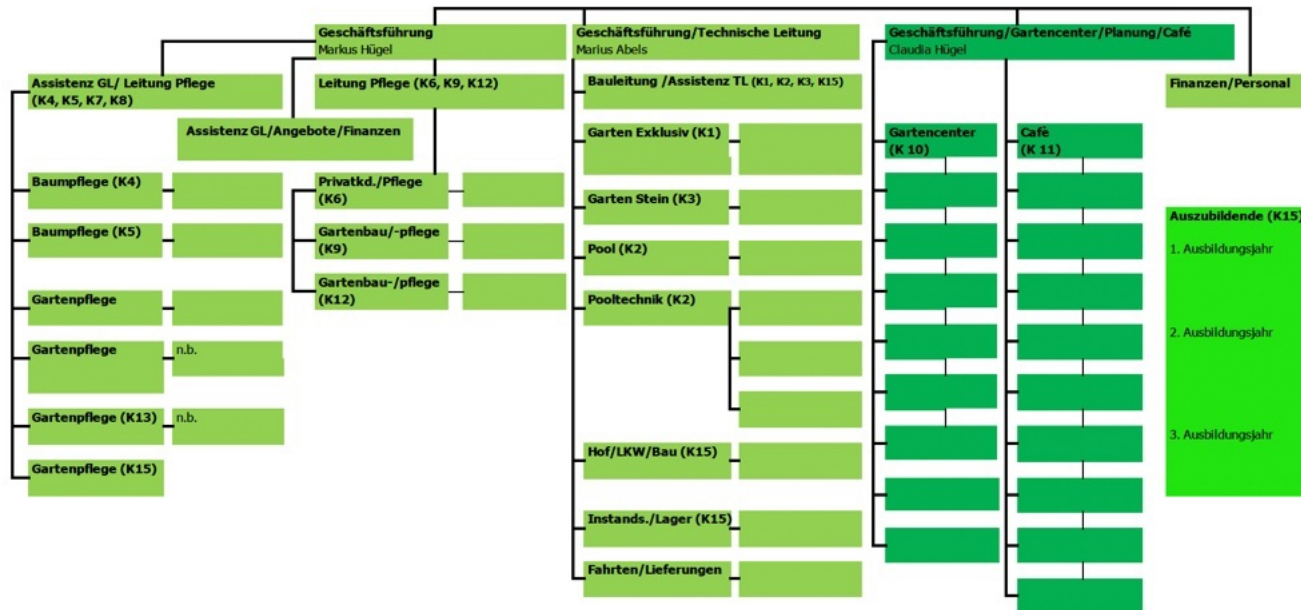 Geschäftsführung
Markus Hügel
Geschäftsführung/Technische Leitung
Marius Abels
Geschäftsführung/Gartencenter/Planung/Café
Claudia Hügel
Assistenz GL/ Leitung Pflege
(K4, K5, K7, K8)
Leitung Pflege (K6, K9, K12)
Bauleitung /Assistenz TL (K1, K2, K3, K15)
Finanzen/Personal
Assistenz GL/Angebote/Finanzen
Garten Exklusiv (K1)
Gartencenter
(K 10)
Cafè
(K 11)
Baumpflege (K4)
Privatkd./Pflege
(K6)
Garten Stein (K3)
Auszubildende (K15)
Baumpflege (K5)
Gartenbau/-pflege
(K9)
Pool (K2)
1. Ausbildungsjahr
Gartenpflege
Gartenbau-/pflege
(K12)
Pooltechnik (K2)
2. Ausbildungsjahr
Gartenpflege
n.b.
Gartenpflege (K13)
n.b.
3. Ausbildungsjahr
Hof/LKW/Bau (K15)
Gartenpflege (K15)
Instands./Lager (K15)
Fahrten/Lieferungen